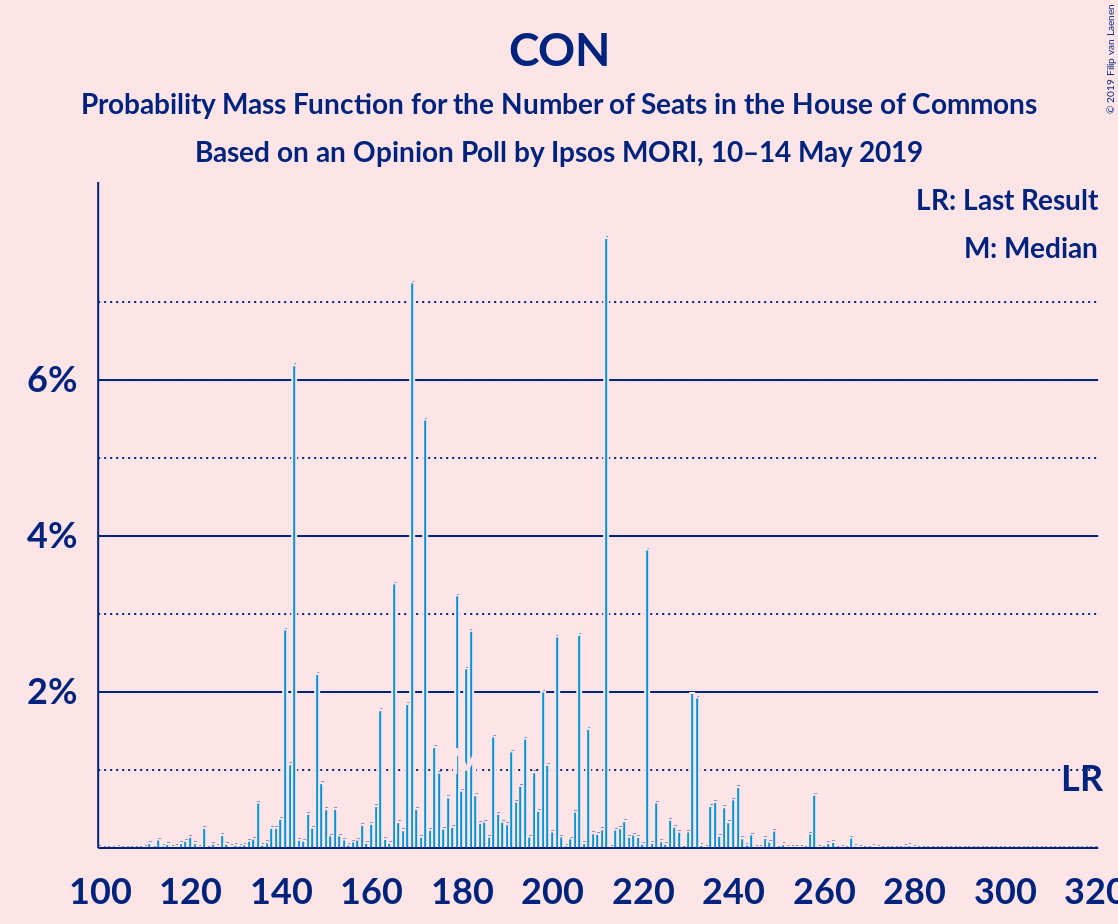 CON
Probability Mass Function for the Number of Seats in the House of Commons
Based on an Opinion Poll by Ipsos MORI, 10–14 May 2019
© 2019 Filip van Laenen
LR: Last Result
M: Median
6%
4%
2%
LR
100 120 140 160 180 200 220 240 260 280 300 320